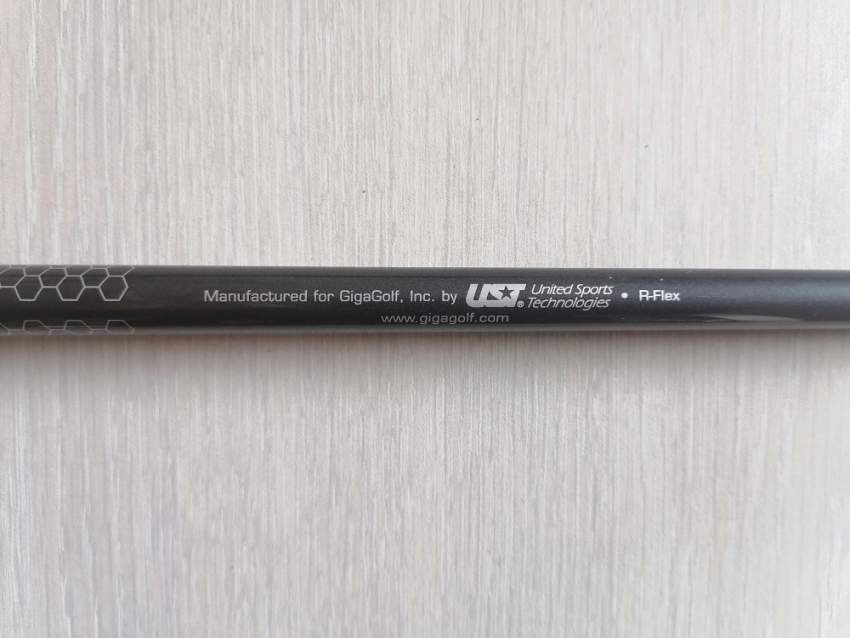 Manufactured for GigaGolf, Inc. by UST® United Sports Technologies • R-Flex
www.gigagolf.com